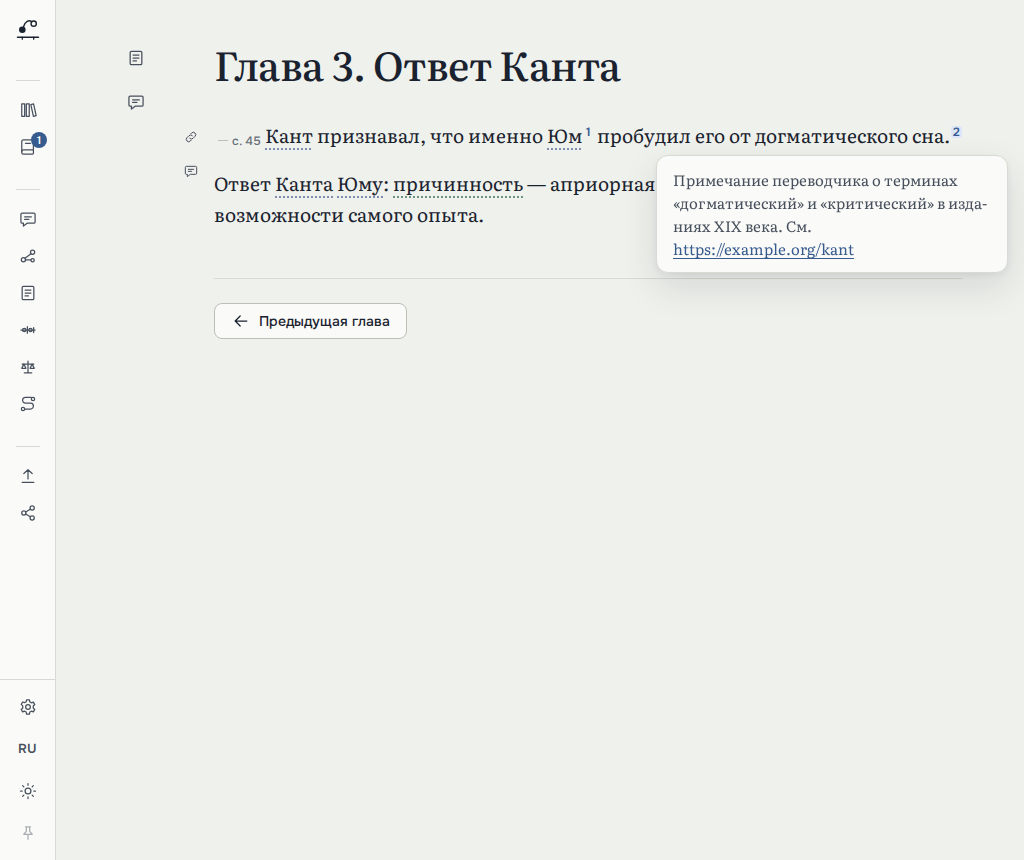 1
Глава 3. Ответ Канта
— с. 45 Кант признавал, что именно Юм 1 пробудил его от догматического сна. 2
Ответ Канта Юму: причинность — априорная
возможности самого опыта.
Примечание переводчика о терминах
«догматический» и «критический» в изда-
ниях XIX века. См.
https://example.org/kant
Предыдущая глава
RU